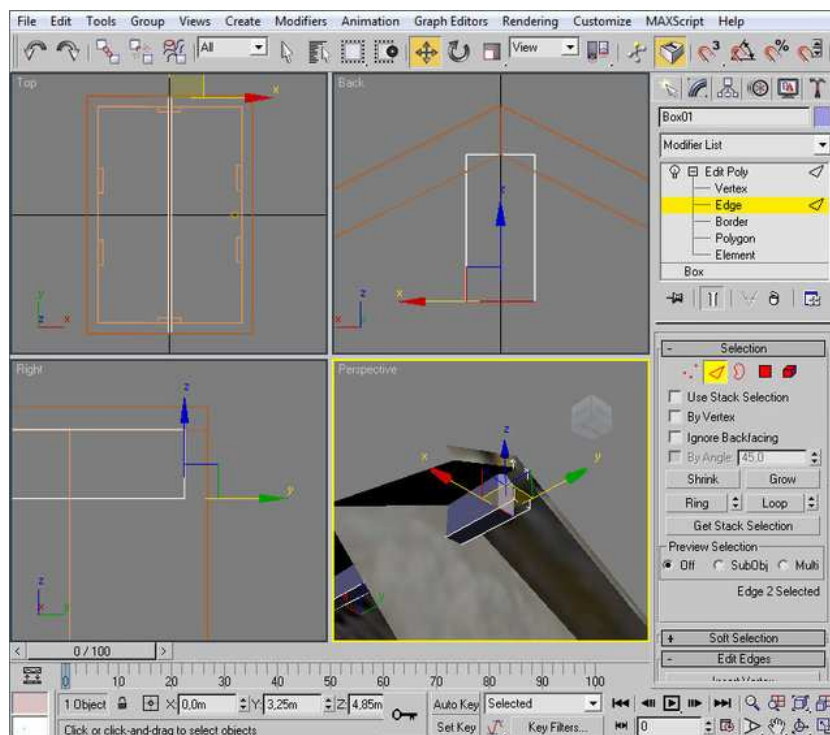 File Edit Tools Group Views Create Modifiers Animation Graph Editors Rendering Customize MAXScript Help
All
View
3
%
Top
x
y
z x
Back
z
x
z
x
Box01
Modifier List
Edit Poly
Vertex
Edge
Border
Polygon
Element
Box
Right
z
y
z
x y
Perspective
z
x y
- Selection
Use Stack Selection
By Vertex
Ignore Backfacing
By Angle: 45,0
Shrink Grow
Ring Loop
Get Stack Selection
Preview Selection
Off SubObj Multi
Edge 2 Selected
+ Soft Selection
- Edit Edges
Insert Vertex
< 0 / 100 >
0 10 20 30 40 50 60 70 80 90 100
1 Object X: 0,0m Y: 3,25m Z: 4,85m
Auto Key Selected
Click or click-and-drag to select objects
Set Key Key Filters... 0